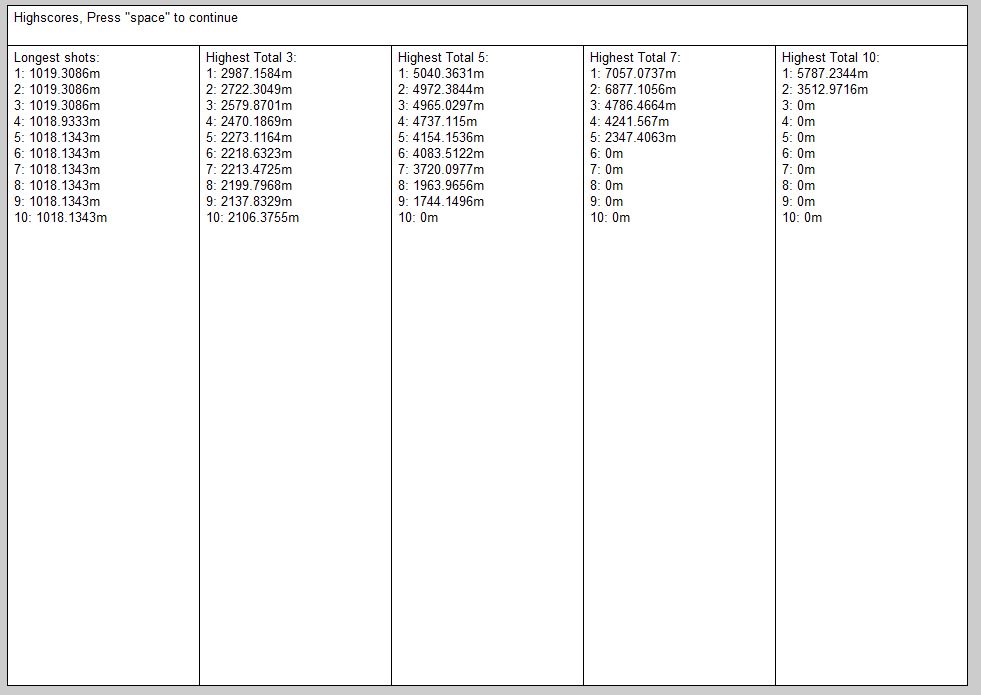 Highscores, Press "space" to continue
Longest shots:
1: 1019.3086m
2: 1019.3086m
3: 1019.3086m
4: 1018.9333m
5: 1018.1343m
6: 1018.1343m
7: 1018.1343m
8: 1018.1343m
9: 1018.1343m
10: 1018.1343m
Highest Total 3:
1: 2987.1584m
2: 2722.3049m
3: 2579.8701m
4: 2470.1869m
5: 2273.1164m
6: 2218.6323m
7: 2213.4725m
8: 2199.7968m
9: 2137.8329m
10: 2106.3755m
Highest Total 5:
1: 5040.3631m
2: 4972.3844m
3: 4965.0297m
4: 4737.115m
5: 4154.1536m
6: 4083.5122m
7: 3720.0977m
8: 1963.9656m
9: 1744.1496m
10: 0m
Highest Total 7:
1: 7057.0737m
2: 6877.1056m
3: 4786.4664m
4: 4241.567m
5: 2347.4063m
6: 0m
7: 0m
8: 0m
9: 0m
10: 0m
Highest Total 10:
1: 5787.2344m
2: 3512.9716m
3: 0m
4: 0m
5: 0m
6: 0m
7: 0m
8: 0m
9: 0m
10: 0m